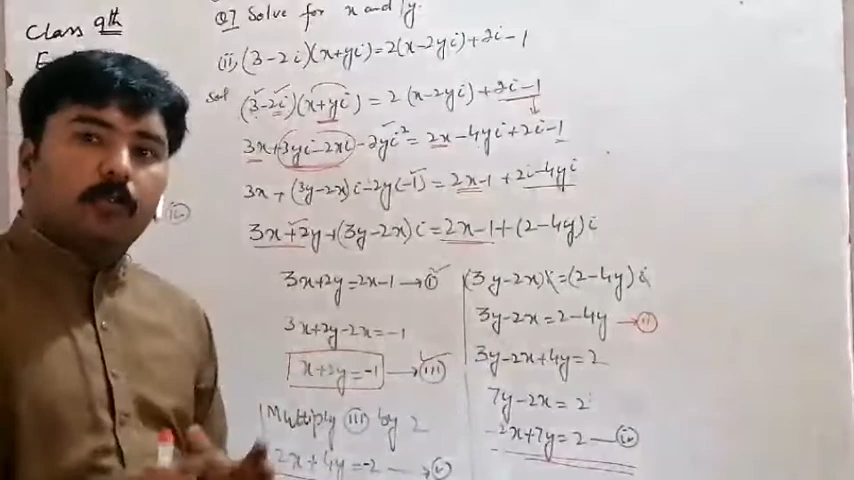 Class 9th
Q7 Solve for x and y.
(ii) (3-2i)(x+yi)=2(x-2yi)+2i-1
Sol (3-2i)(x+yi) = 2(x-2yi)+2i-1
3x+3yi-2xi-2yi²=2x-4yi+2i-1
3x+(3y-2x)i-2y(-1)=2x-1+2i-4yi
3x+2y+(3y-2x)i=2x-1+(2-4y)i
3x+2y=2x-1→(i)
3x+2y-2x=-1
x+2y=-1→(iii)
Multiply (iii) by 2
2x+4y=-2→(v)
(3y-2x)i=(2-4y)i
3y-2x=2-4y→(ii)
3y-2x+4y=2
7y-2x=2
-2x+7y=2—(iv)